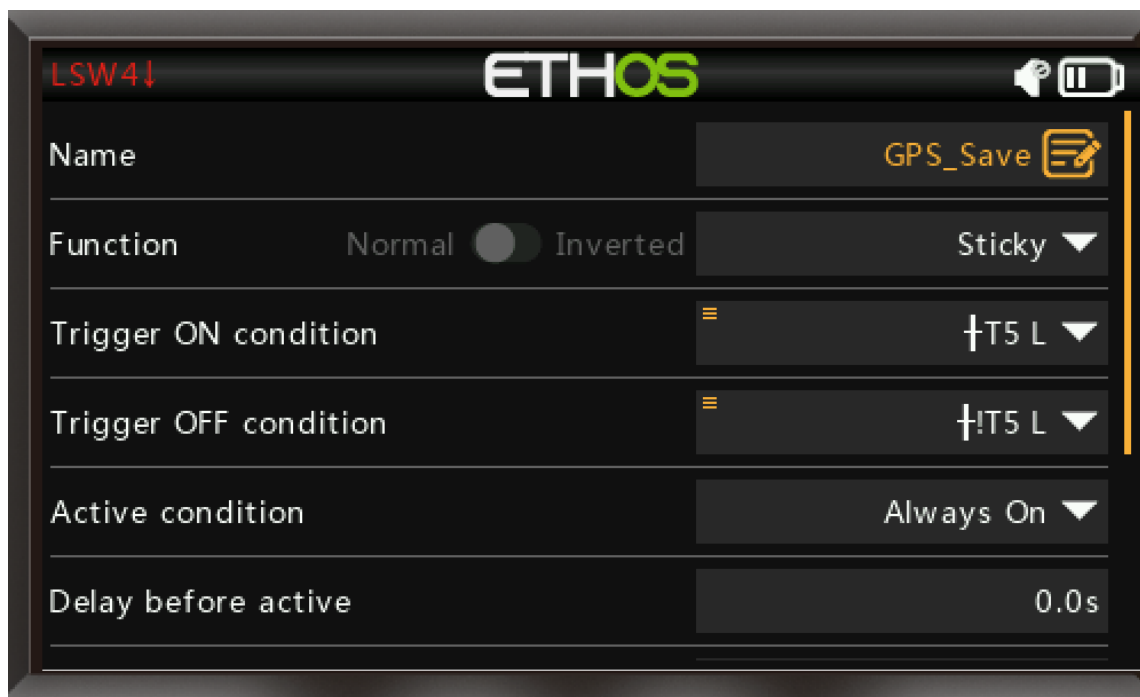 LSW4↓ ETHOS
Name GPS_Save
Function Normal Inverted Sticky
Trigger ON condition ╂T5 L
Trigger OFF condition ╂!T5 L
Active condition Always On
Delay before active 0.0s